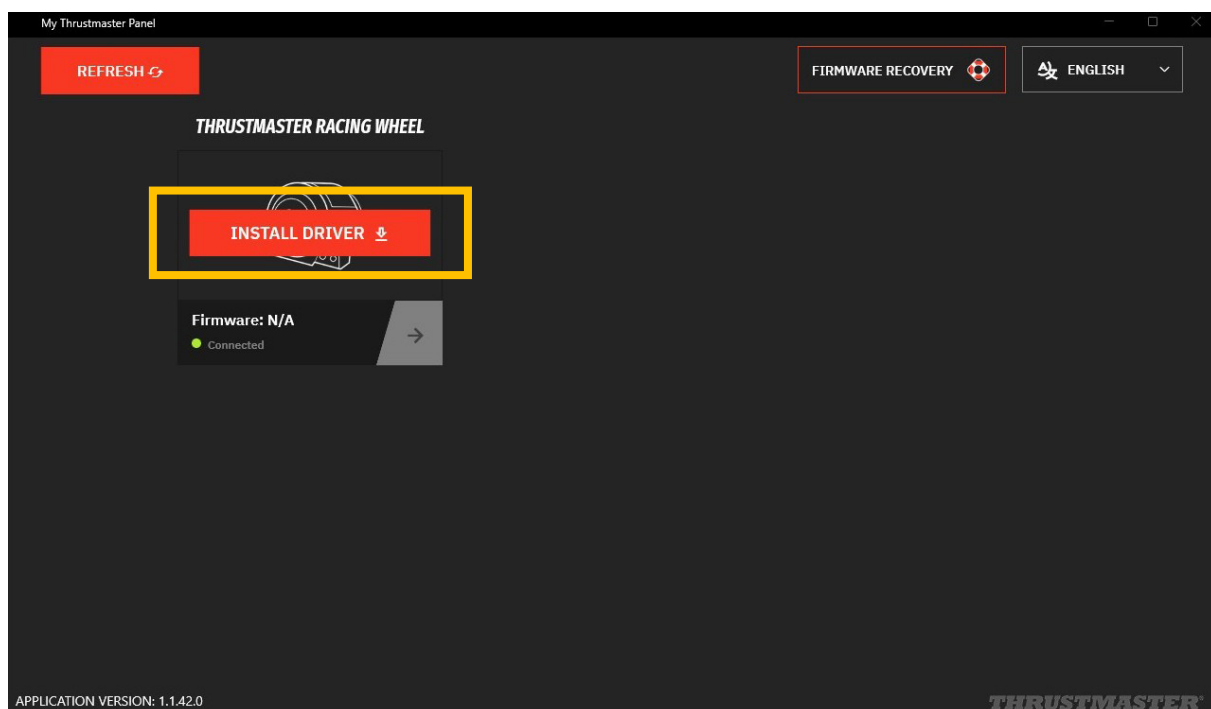 My Thrustmaster Panel
REFRESH
FIRMWARE RECOVERY
ENGLISH
THRUSTMASTER RACING WHEEL
INSTALL DRIVER
Firmware: N/A
Connected
APPLICATION VERSION: 1.1.42.0
THRUSTMASTER